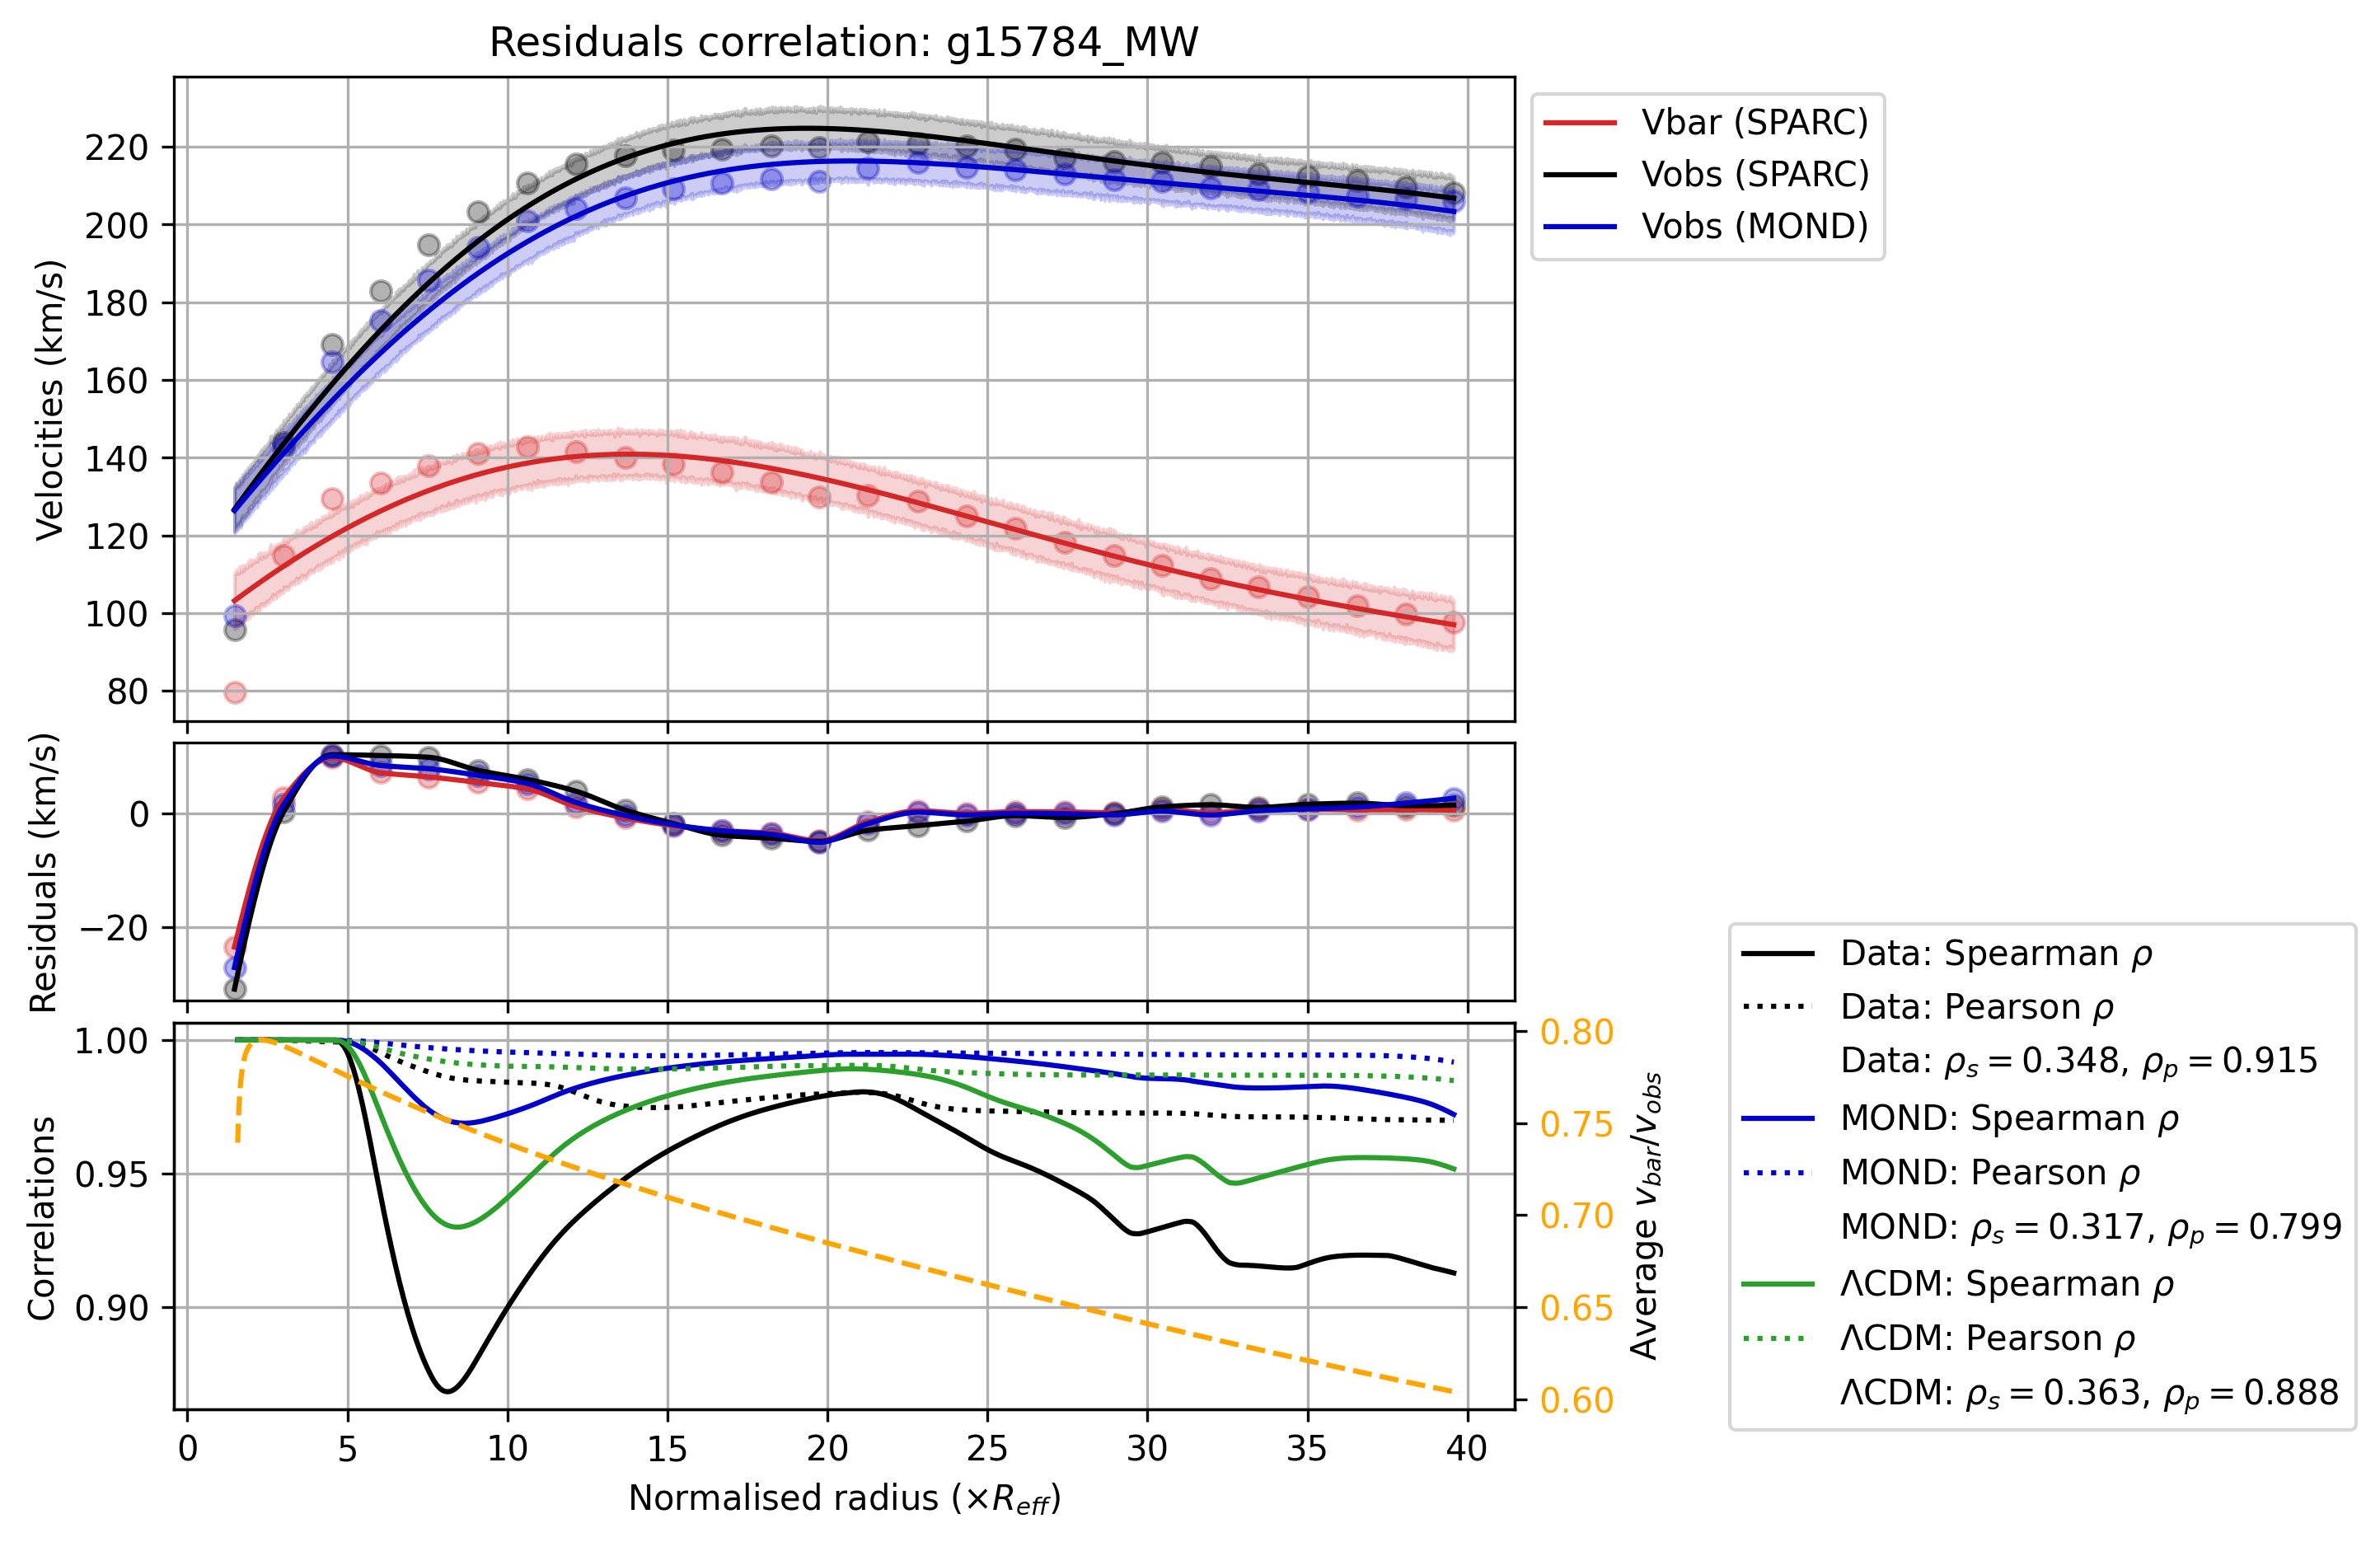 Residuals correlation: g15784_MW
220
200
180
160
140
120
100
80
Velocities (km/s)
Vbar (SPARC)
Vobs (SPARC)
Vobs (MOND)
0
−20
Residuals (km/s)
1.00
0.95
0.90
Correlations
0.80
0.75
0.70
0.65
0.60
Average v_bar/v_obs
0 5 10 15 20 25 30 35 40
Normalised radius (×R_eff)
Data: Spearman ρ
Data: Pearson ρ
Data: ρ_s = 0.348, ρ_p = 0.915
MOND: Spearman ρ
MOND: Pearson ρ
MOND: ρ_s = 0.317, ρ_p = 0.799
ΛCDM: Spearman ρ
ΛCDM: Pearson ρ
ΛCDM: ρ_s = 0.363, ρ_p = 0.888